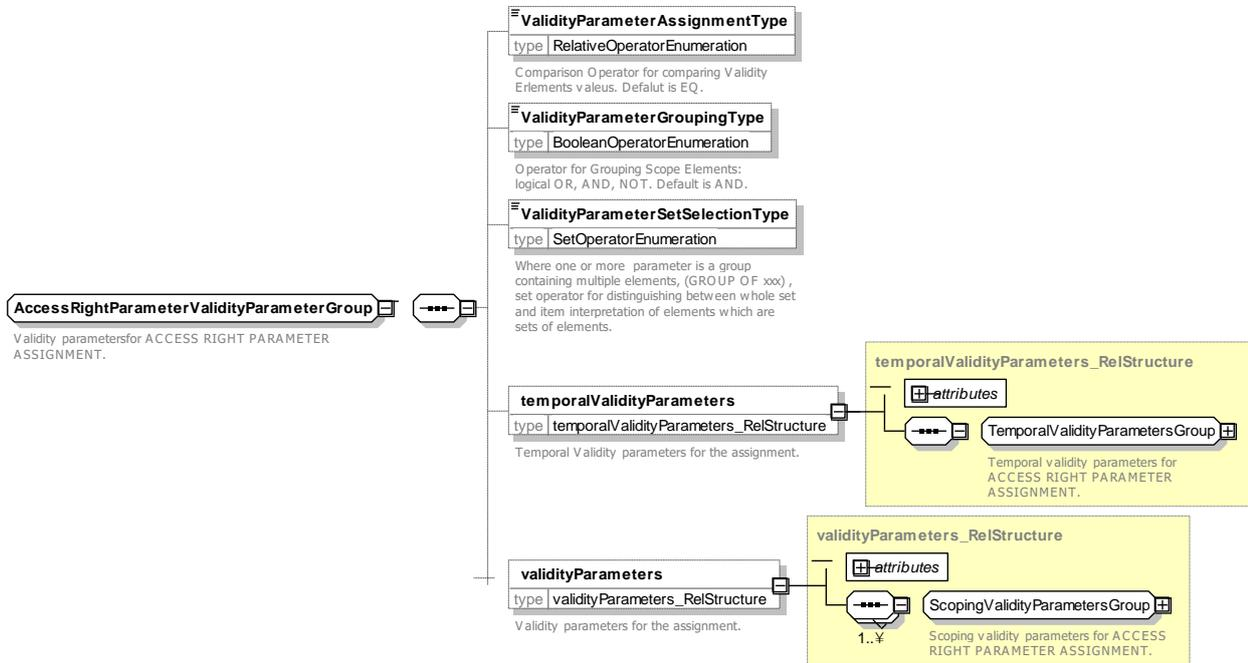 ValidityParameterAssignmentType
type RelativeOperatorEnumeration
Comparison Operator for comparing Validity
Erlements valeus. Defalut is EQ.
ValidityParameterGroupingType
type BooleanOperatorEnumeration
Operator for Grouping Scope Elements:
logical OR, AND, NOT. Default is AND.
ValidityParameterSetSelectionType
type SetOperatorEnumeration
Where one or more parameter is a group
containing multiple elements, (GROUP OF xxx) ,
set operator for distinguishing between whole set
and item interpretation of elements which are
sets of elements.
AccessRightParameterValidityParameterGroup
Validity parametersfor ACCESS RIGHT PARAMETER
ASSIGNMENT.
temporalValidityParameters_RelStructure
attributes
temporalValidityParameters
type temporalValidityParameters_RelStructure
Temporal Validity parameters for the assignment.
TemporalValidityParametersGroup
Temporal validity parameters for
ACCESS RIGHT PARAMETER
ASSIGNMENT.
validityParameters_RelStructure
attributes
validityParameters
type validityParameters_RelStructure
Validity parameters for the assignment.
1..¥
ScopingValidityParametersGroup
Scoping validity parameters for ACCESS
RIGHT PARAMETER ASSIGNMENT.